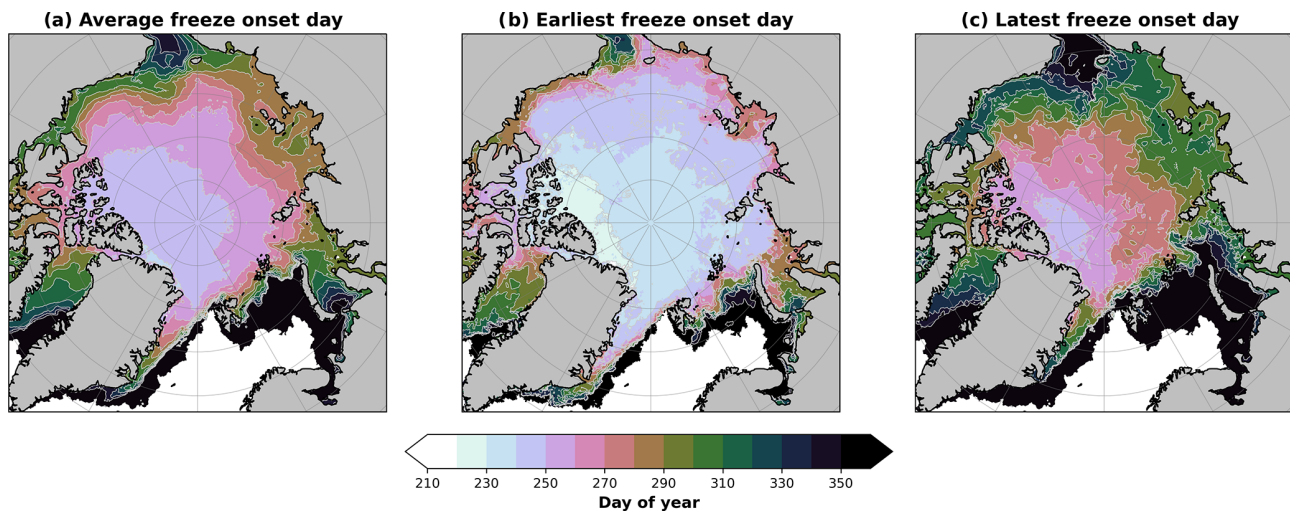 (a) Average freeze onset day
(b) Earliest freeze onset day
(c) Latest freeze onset day
210 230 250 270 290 310 330 350
Day of year